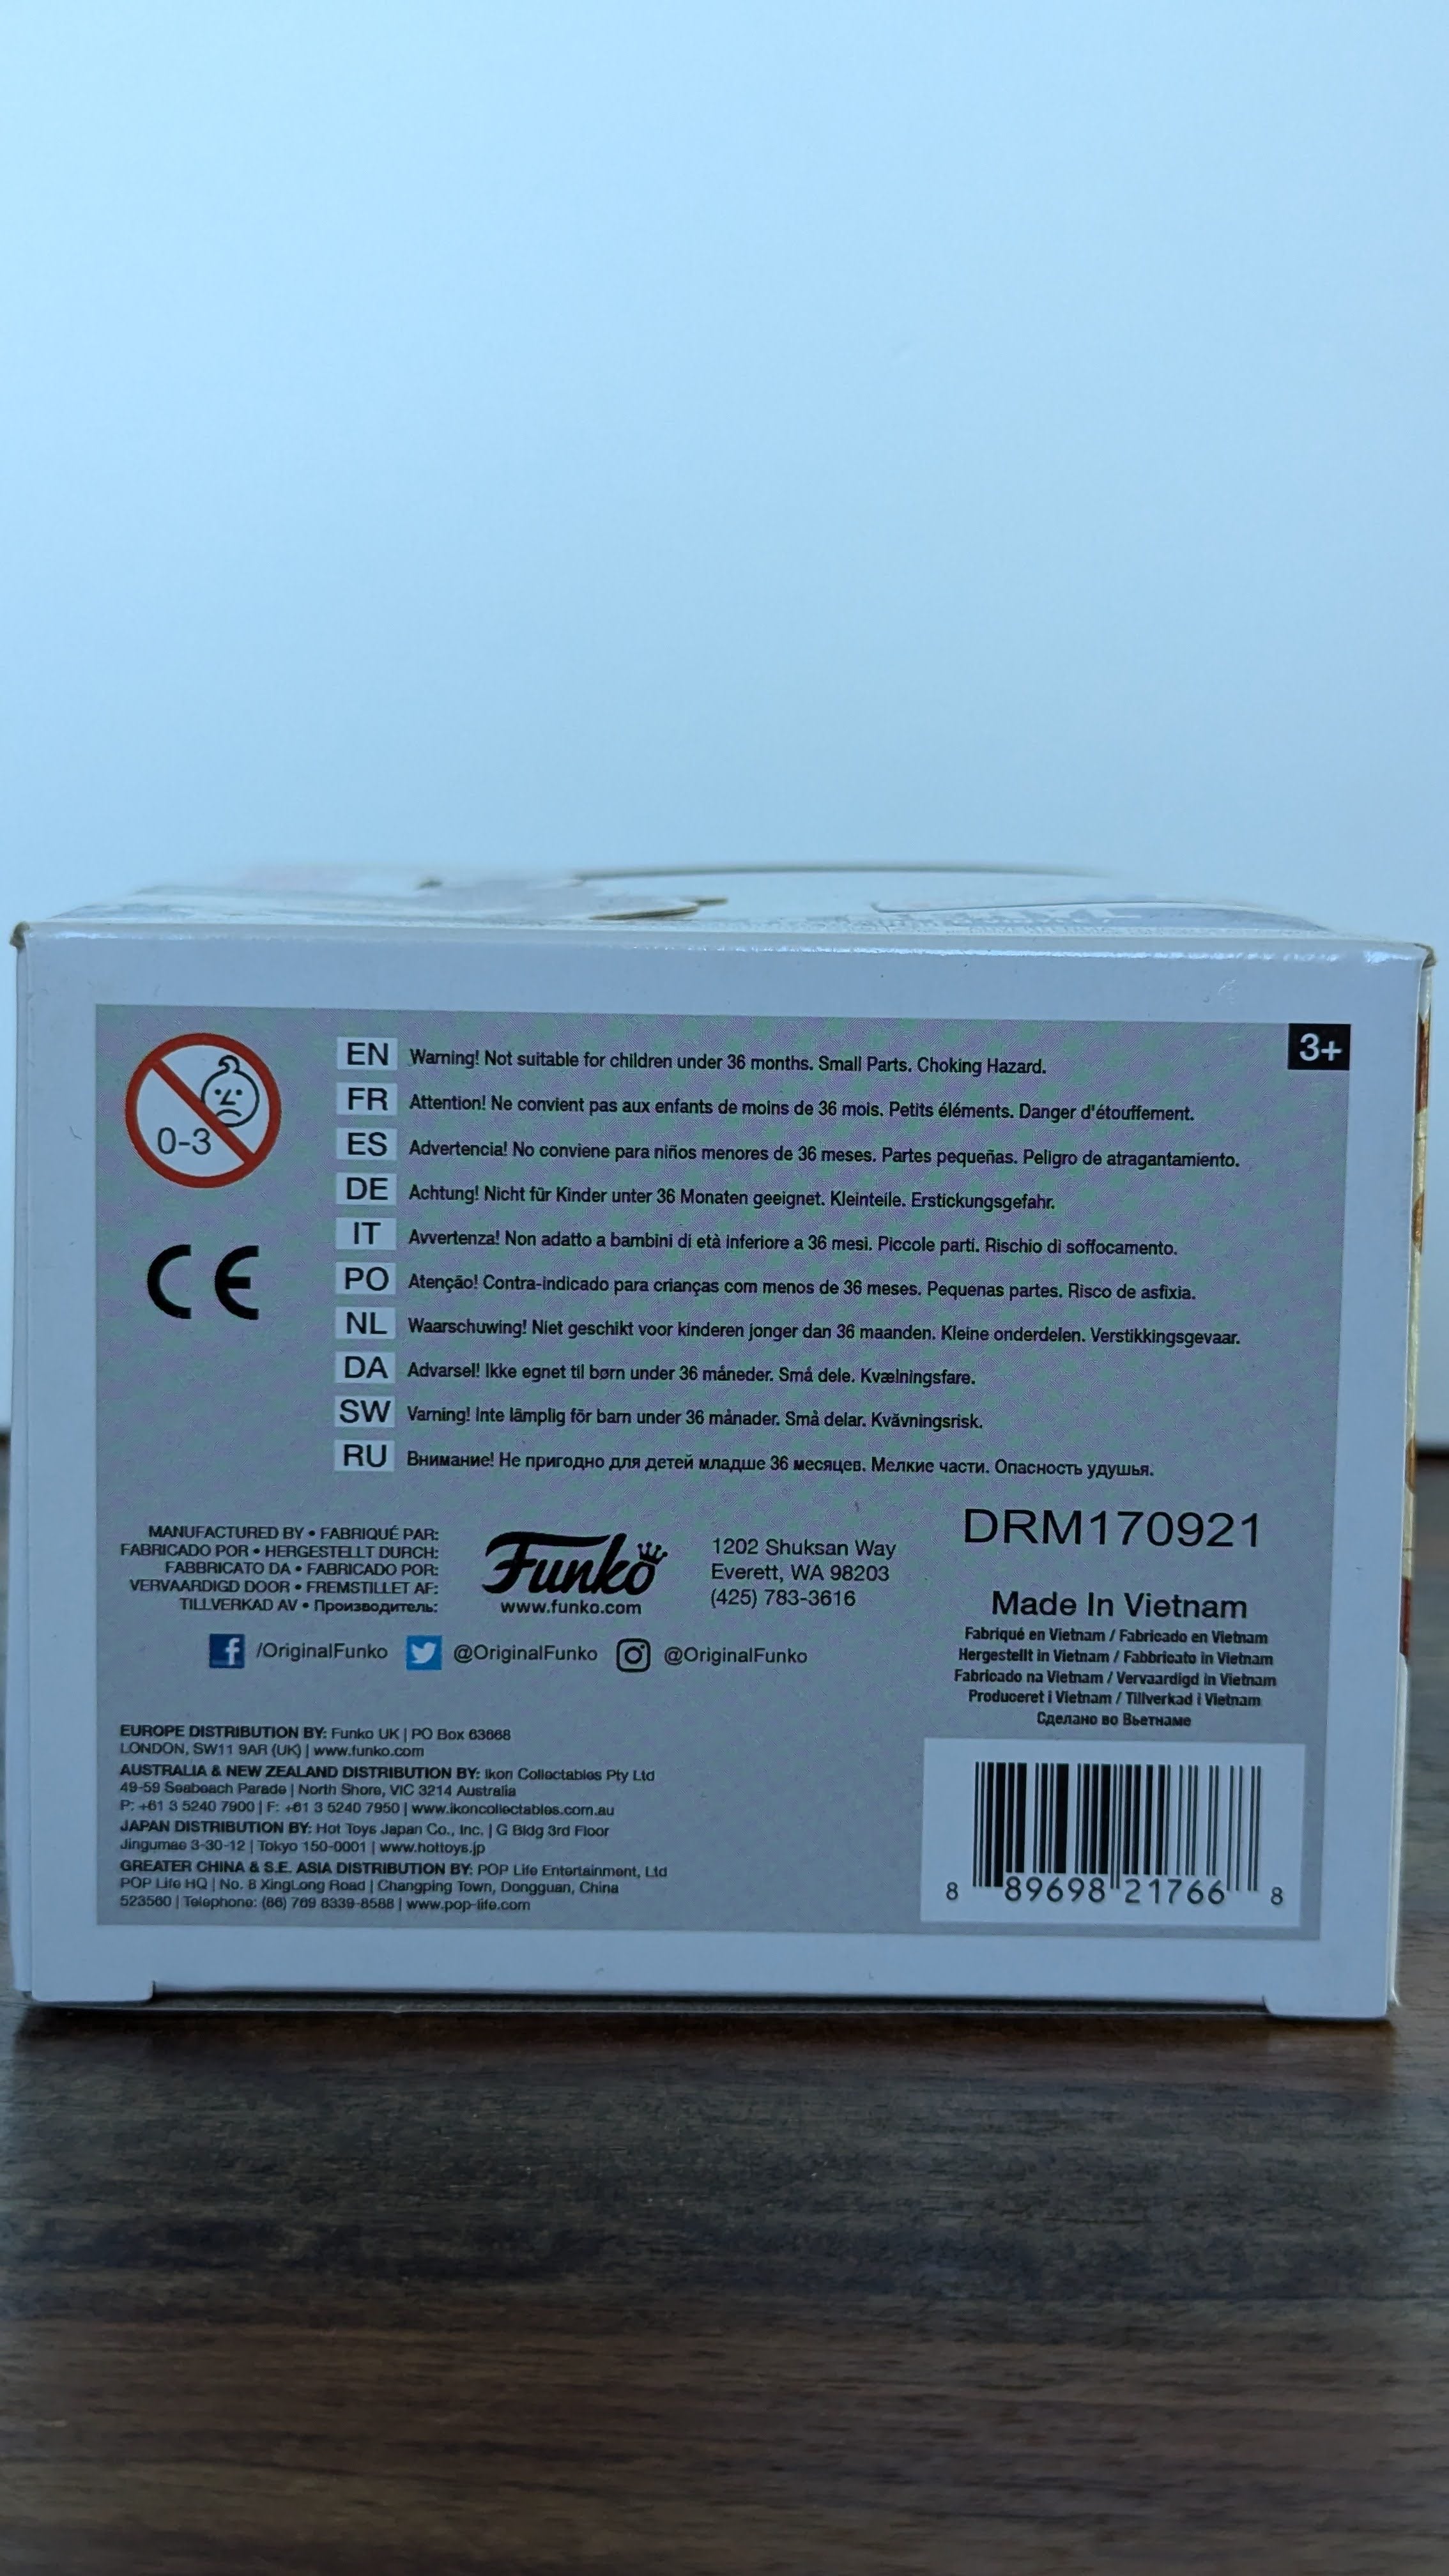 0-3
CE
3+
EN Warning! Not suitable for children under 36 months. Small Parts. Choking Hazard.
FR Attention! Ne convient pas aux enfants de moins de 36 mois. Petits éléments. Danger d'étouffement.
ES Advertencia! No conviene para niños menores de 36 meses. Partes pequeñas. Peligro de atragantamiento.
DE Achtung! Nicht für Kinder unter 36 Monaten geeignet. Kleinteile. Erstickungsgefahr.
IT Avvertenza! Non adatto a bambini di età inferiore a 36 mesi. Piccole parti. Rischio di soffocamento.
PO Atenção! Contra-indicado para crianças com menos de 36 meses. Pequenas partes. Risco de asfixia.
NL Waarschuwing! Niet geschikt voor kinderen jonger dan 36 maanden. Kleine onderdelen. Verstikkingsgevaar.
DA Advarsel! Ikke egnet til børn under 36 måneder. Små dele. Kvælningsfare.
SW Varning! Inte lämplig för barn under 36 månader. Små delar. Kvävningsrisk.
RU Внимание! Не пригодно для детей младше 36 месяцев. Мелкие части. Опасность удушья.
MANUFACTURED BY • FABRIQUÉ PAR:
FABRICADO POR • HERGESTELLT DURCH:
FABBRICATO DA • FABRICADO POR:
VERVAARDIGD DOOR • FREMSTILLET AF:
TILLVERKAD AV • Производитель:
Funko
www.funko.com
1202 Shuksan Way
Everett, WA 98203
(425) 783-3616
/OriginalFunko @OriginalFunko @OriginalFunko
DRM170921
Made In Vietnam
Fabriqué en Vietnam / Fabricado en Vietnam
Hergestellt in Vietnam / Fabbricato in Vietnam
Fabricado na Vietnam / Vervaardigd in Vietnam
Produceret i Vietnam / Tillverkad i Vietnam
Сделано во Вьетнаме
EUROPE DISTRIBUTION BY: Funko UK | PO Box 63668
LONDON, SW11 9AR (UK) | www.funko.com
AUSTRALIA & NEW ZEALAND DISTRIBUTION BY: Ikon Collectables Pty Ltd
49-59 Seabeach Parade | North Shore, VIC 3214 Australia
P: +61 3 5240 7900 | F: +61 3 5240 7950 | www.ikoncollectables.com.au
JAPAN DISTRIBUTION BY: Hot Toys Japan Co., Inc. | G Bldg 3rd Floor
Jingumae 3-30-12 | Tokyo 150-0001 | www.hottoys.jp
GREATER CHINA & S.E. ASIA DISTRIBUTION BY: POP Life Entertainment, Ltd
POP Life HQ | No. 8 XingLong Road | Changping Town, Dongguan, China
523560 | Telephone: (86) 769 8339-8588 | www.pop-life.com
8 89698 21766 8